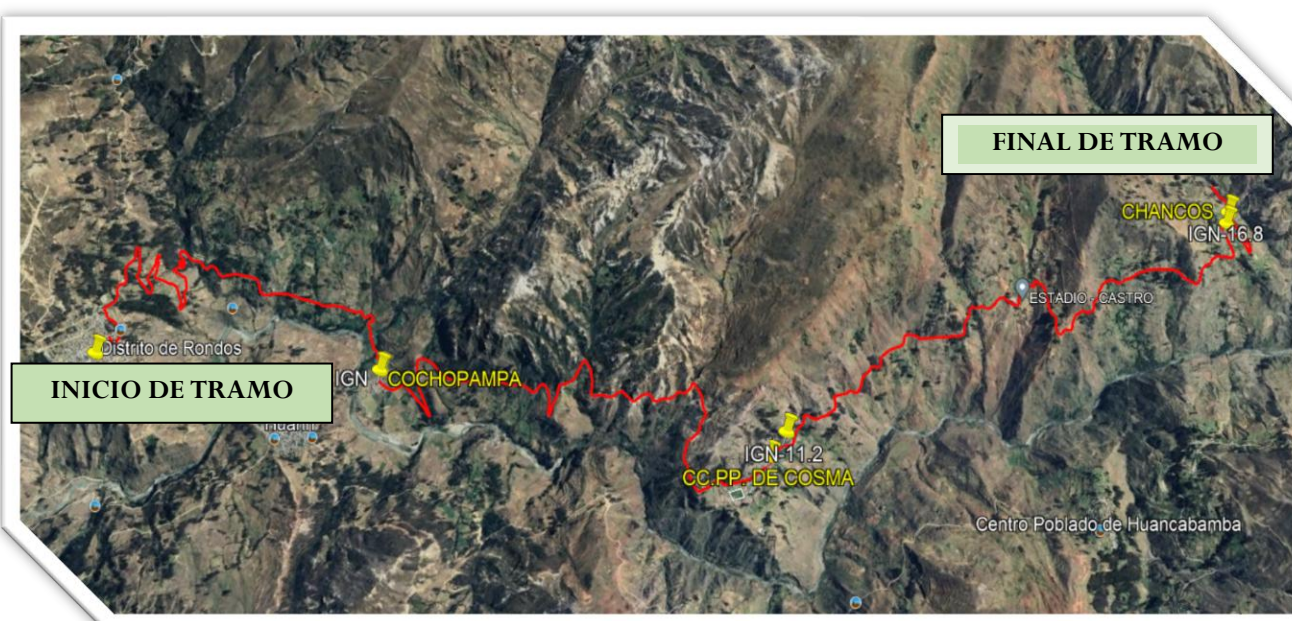 FINAL DE TRAMO
CHANCOS
IGN-16.8
ESTADIO - CASTRO
Distrito de Rondos
INICIO DE TRAMO
IGN
COCHOPAMPA
IGN-11.2
CC.PP. DE COSMA
Centro Poblado de Huancabamba